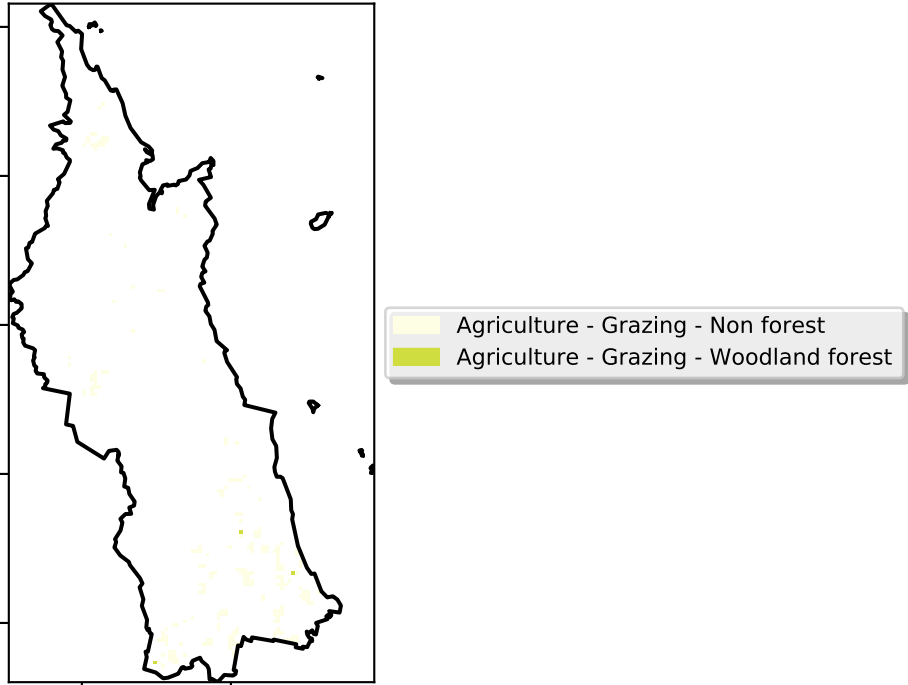 Agriculture - Grazing - Non forest
Agriculture - Grazing - Woodland forest